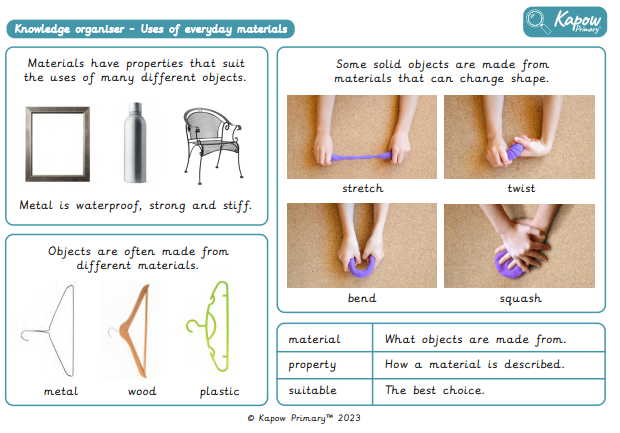 Knowledge organiser - Uses of everyday materials
Kapow
Primary™
Materials have properties that suit
the uses of many different objects.
Metal is waterproof, strong and stiff.
Objects are often made from
different materials.
metal wood plastic
Some solid objects are made from
materials that can change shape.
stretch twist
bend squash
material What objects are made from.
property How a material is described.
suitable The best choice.
© Kapow Primary™ 2023